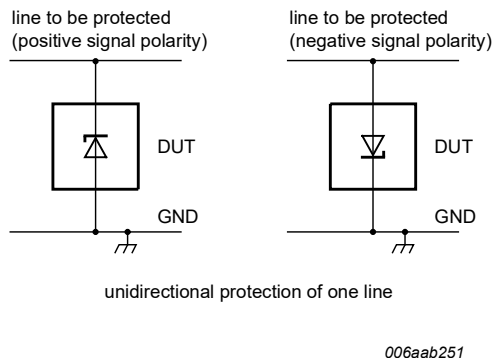 line to be protected
(positive signal polarity)
DUT
GND
line to be protected
(negative signal polarity)
DUT
GND
unidirectional protection of one line
006aab251